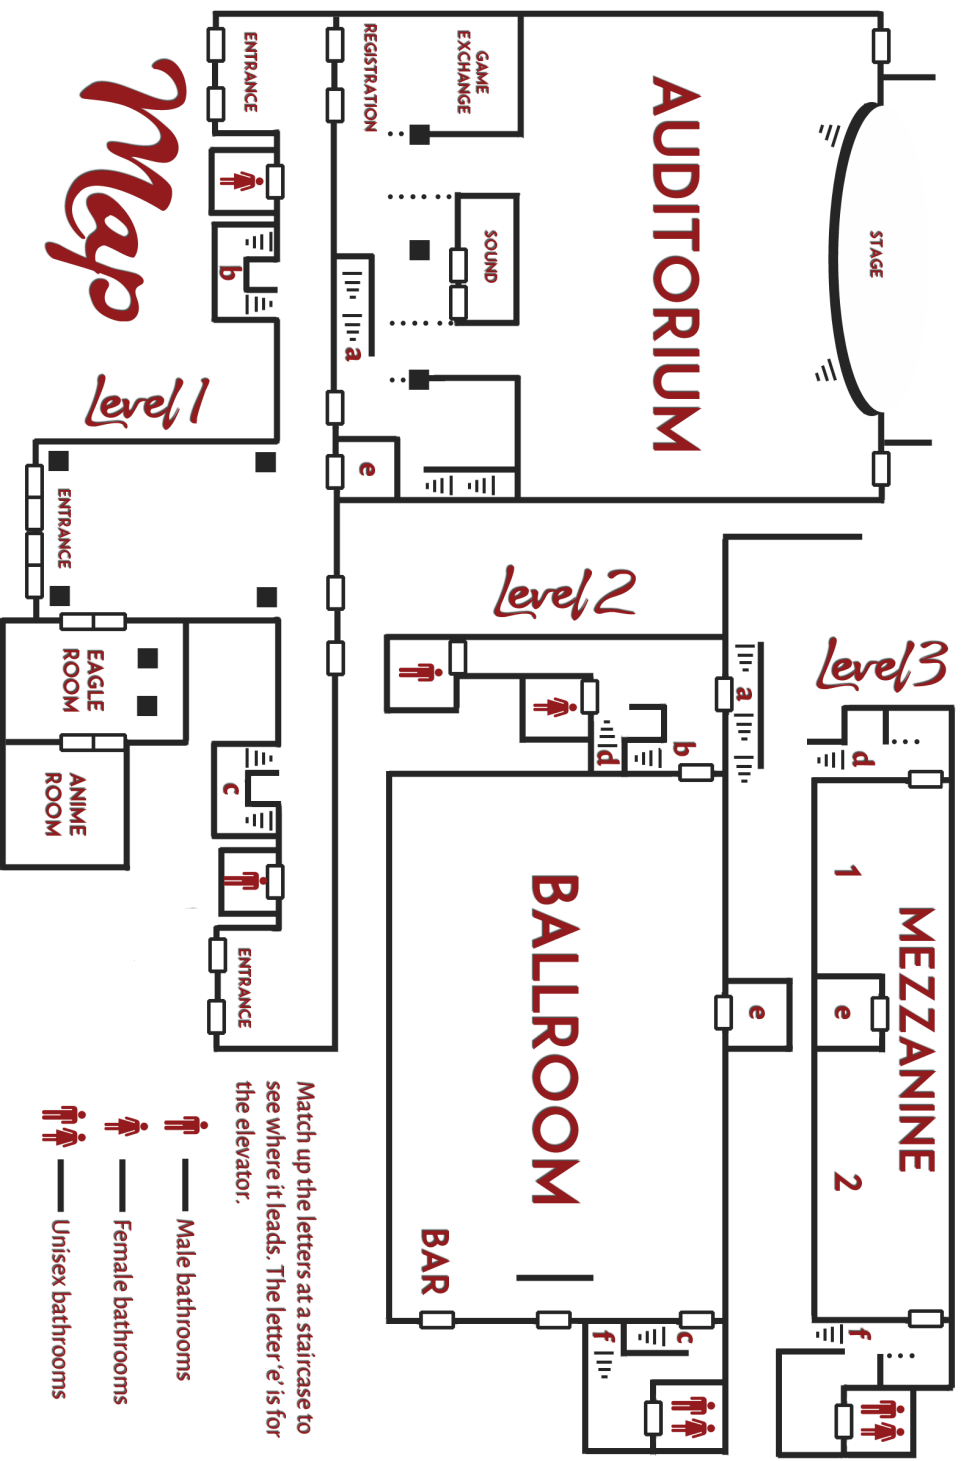 Map
Level 1
ENTRANCE
REGISTRATION
GAME
EXCHANGE
AUDITORIUM
STAGE
SOUND
b
a
e
ENTRANCE
EAGLE
ROOM
ANIME
ROOM
c
ENTRANCE
Level 2
a
b
d
BALLROOM
e
BAR
f
c
Level 3
d
1
MEZZANINE
e
2
f
Match up the letters at a staircase to
see where it leads. The letter 'e' is for
the elevator.
Male bathrooms
Female bathrooms
Unisex bathrooms